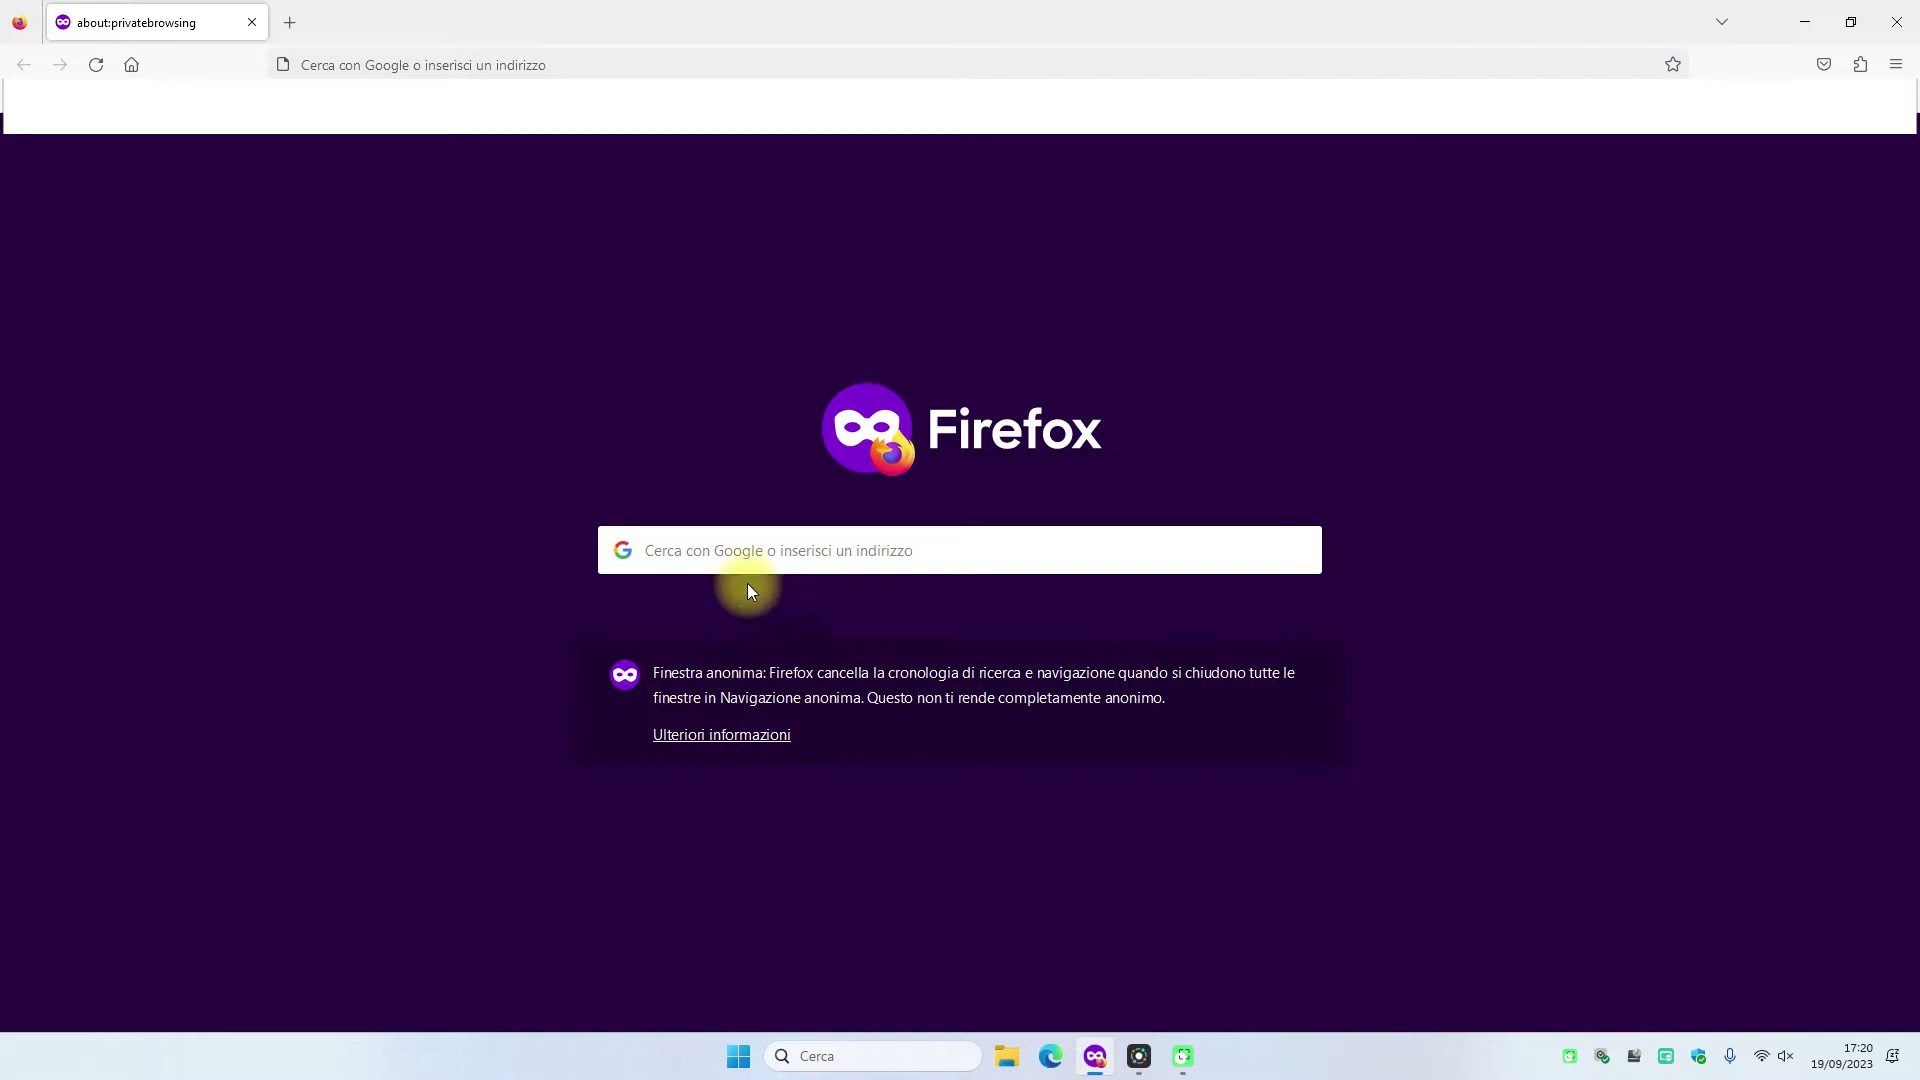 about:privatebrowsing
Cerca con Google o inserisci un indirizzo
Firefox
Cerca con Google o inserisci un indirizzo
Finestra anonima: Firefox cancella la cronologia di ricerca e navigazione quando si chiudono tutte le
finestre in Navigazione anonima. Questo non ti rende completamente anonimo.
Ulteriori informazioni
Cerca
17:20
19/09/2023